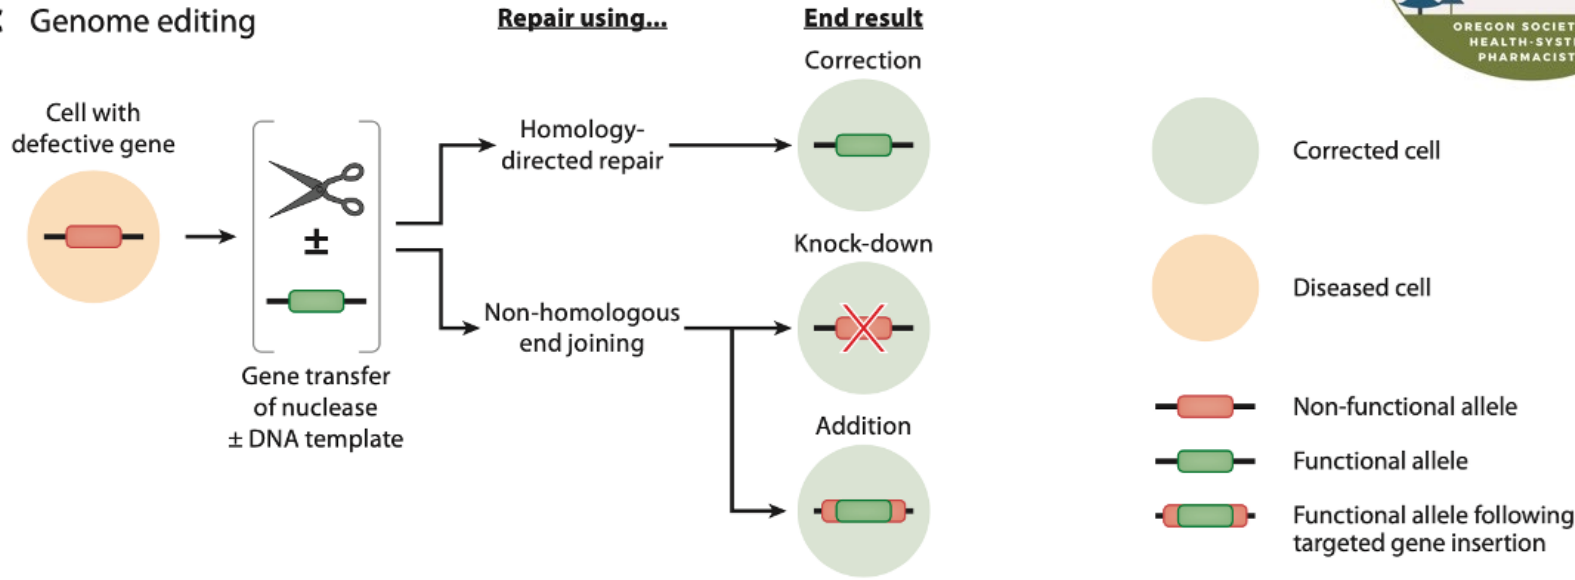 Genome editing
Repair using...
End result
Correction
Cell with
defective gene
Homology-
directed repair
Knock-down
±
Non-homologous
end joining
Gene transfer
of nuclease
± DNA template
Addition
OREGON
HEALTH-
Corrected cell
Diseased cell
Non-functional allele
Functional allele
Functional allele following
targeted gene insertion